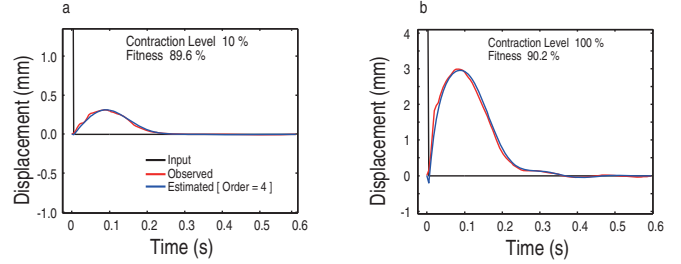 a
Contraction Level 10 %
Fitness 89.6 %
Displacement (mm)
1.0
0.5
0.0
-0.5
-1.0
Input
Observed
Estimated [ Order = 4 ]
0 0.1 0.2 0.3 0.4 0.5 0.6
Time (s)
b
Contraction Level 100 %
Fitness 90.2 %
Displacement (mm)
4
3
2
1
0
-1
0 0.1 0.2 0.3 0.4 0.5 0.6
Time (s)